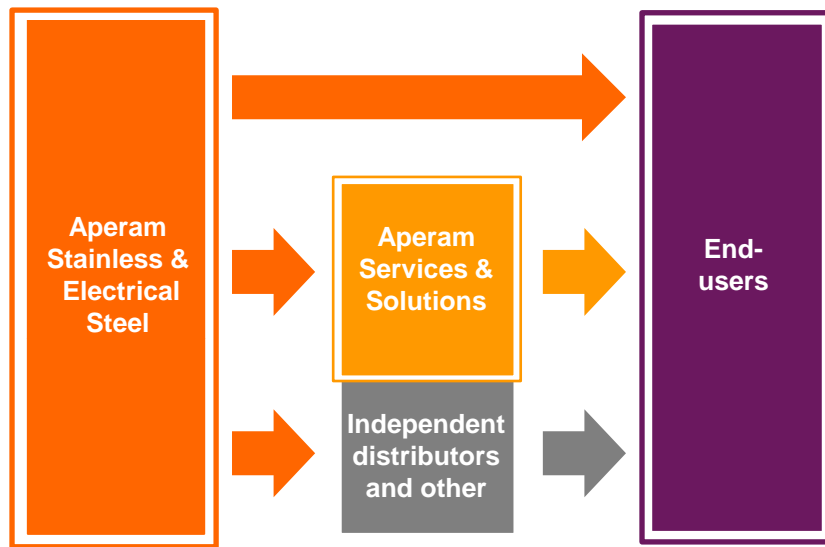 Aperam
Stainless &
Electrical
Steel
Aperam
Services &
Solutions
Independent
distributors
and other
End-
users